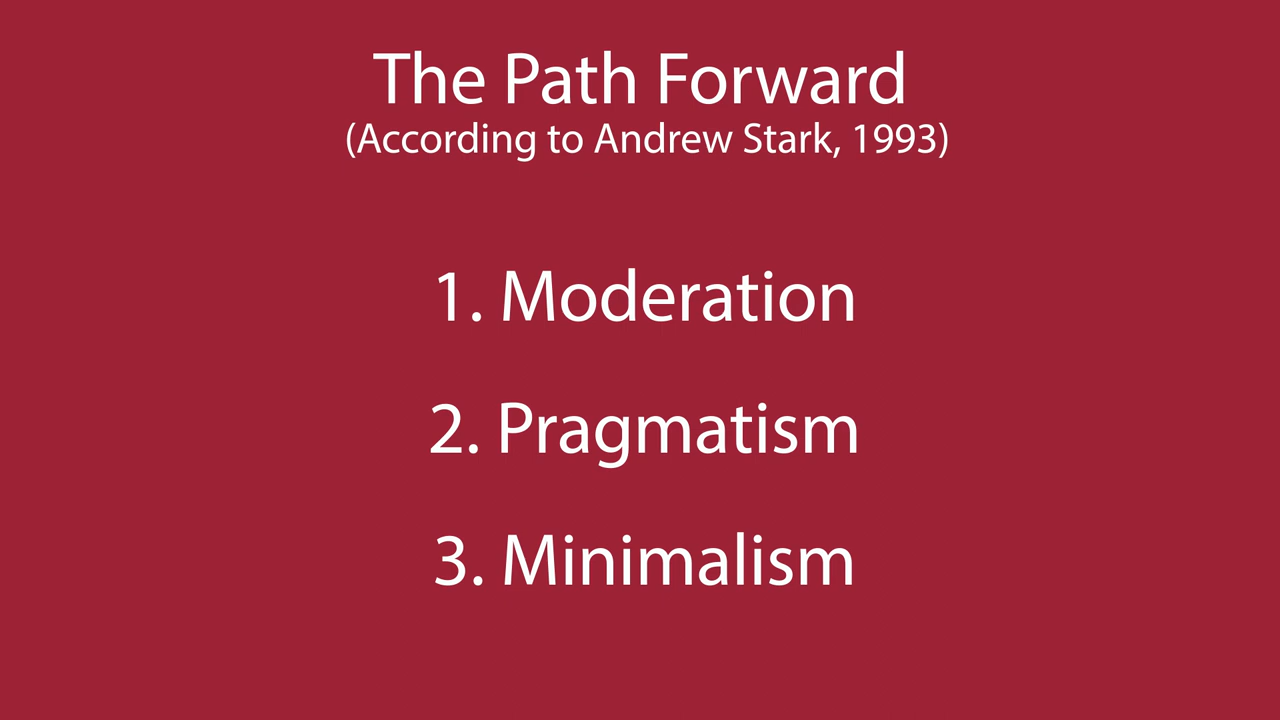 The Path Forward
(According to Andrew Stark, 1993)
1. Moderation
2. Pragmatism
3. Minimalism